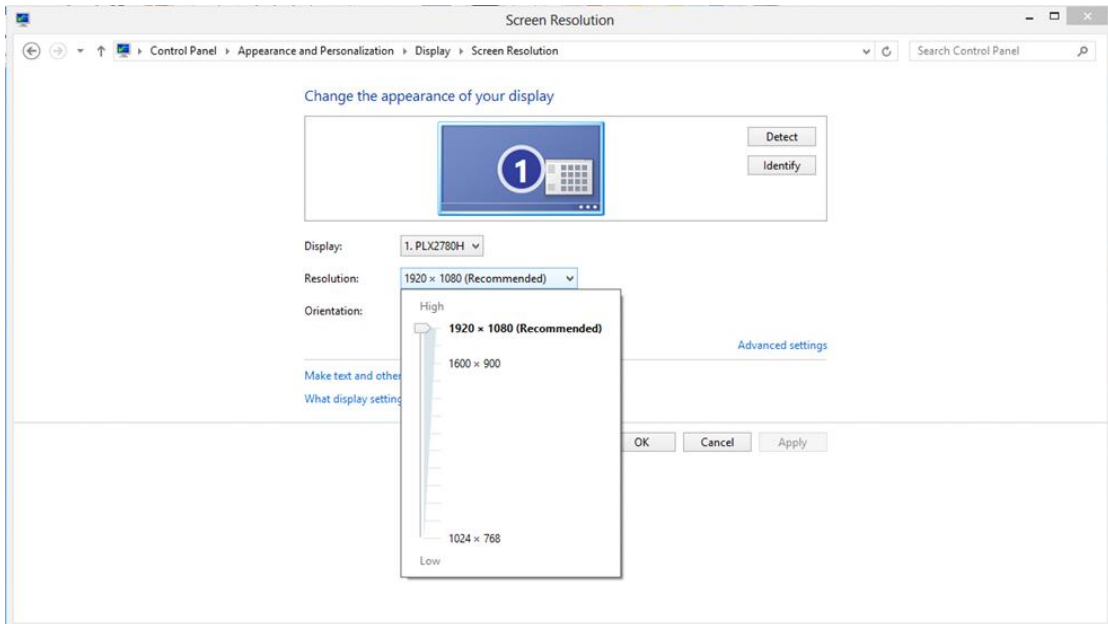 Screen Resolution
Control Panel Appearance and Personalization Display Screen Resolution Search Control Panel
Change the appearance of your display
Detect
1
Identify
Display: 1. PLX2780H
Resolution: 1920 × 1080 (Recommended)
Orientation:
High
1920 × 1080 (Recommended)
Advanced settings
1600 × 900
Make text and other
What display setting
OK Cancel Apply
1024 × 768
Low